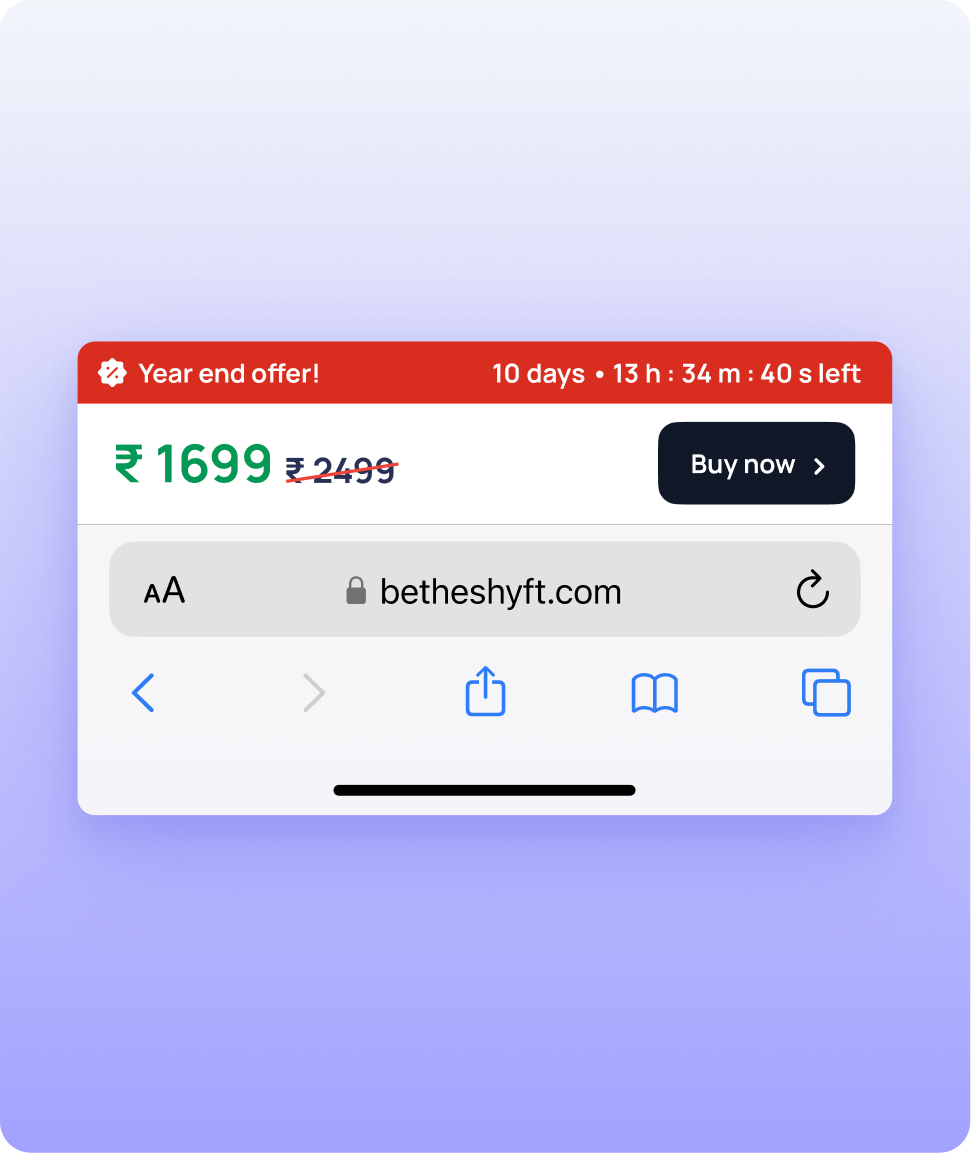 Year end offer! 10 days • 13 h : 34 m : 40 s left
₹ 1699 ₹ 2499 Buy now
AA betheshyft.com